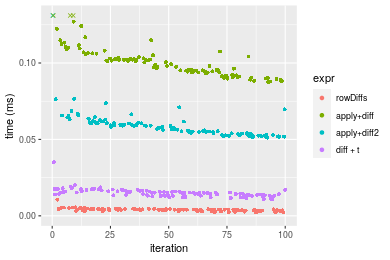 time (ms)
0.10
0.05
0.00
0
25
50
75
100
iteration
expr
rowDiffs
apply+diff
apply+diff2
diff + t